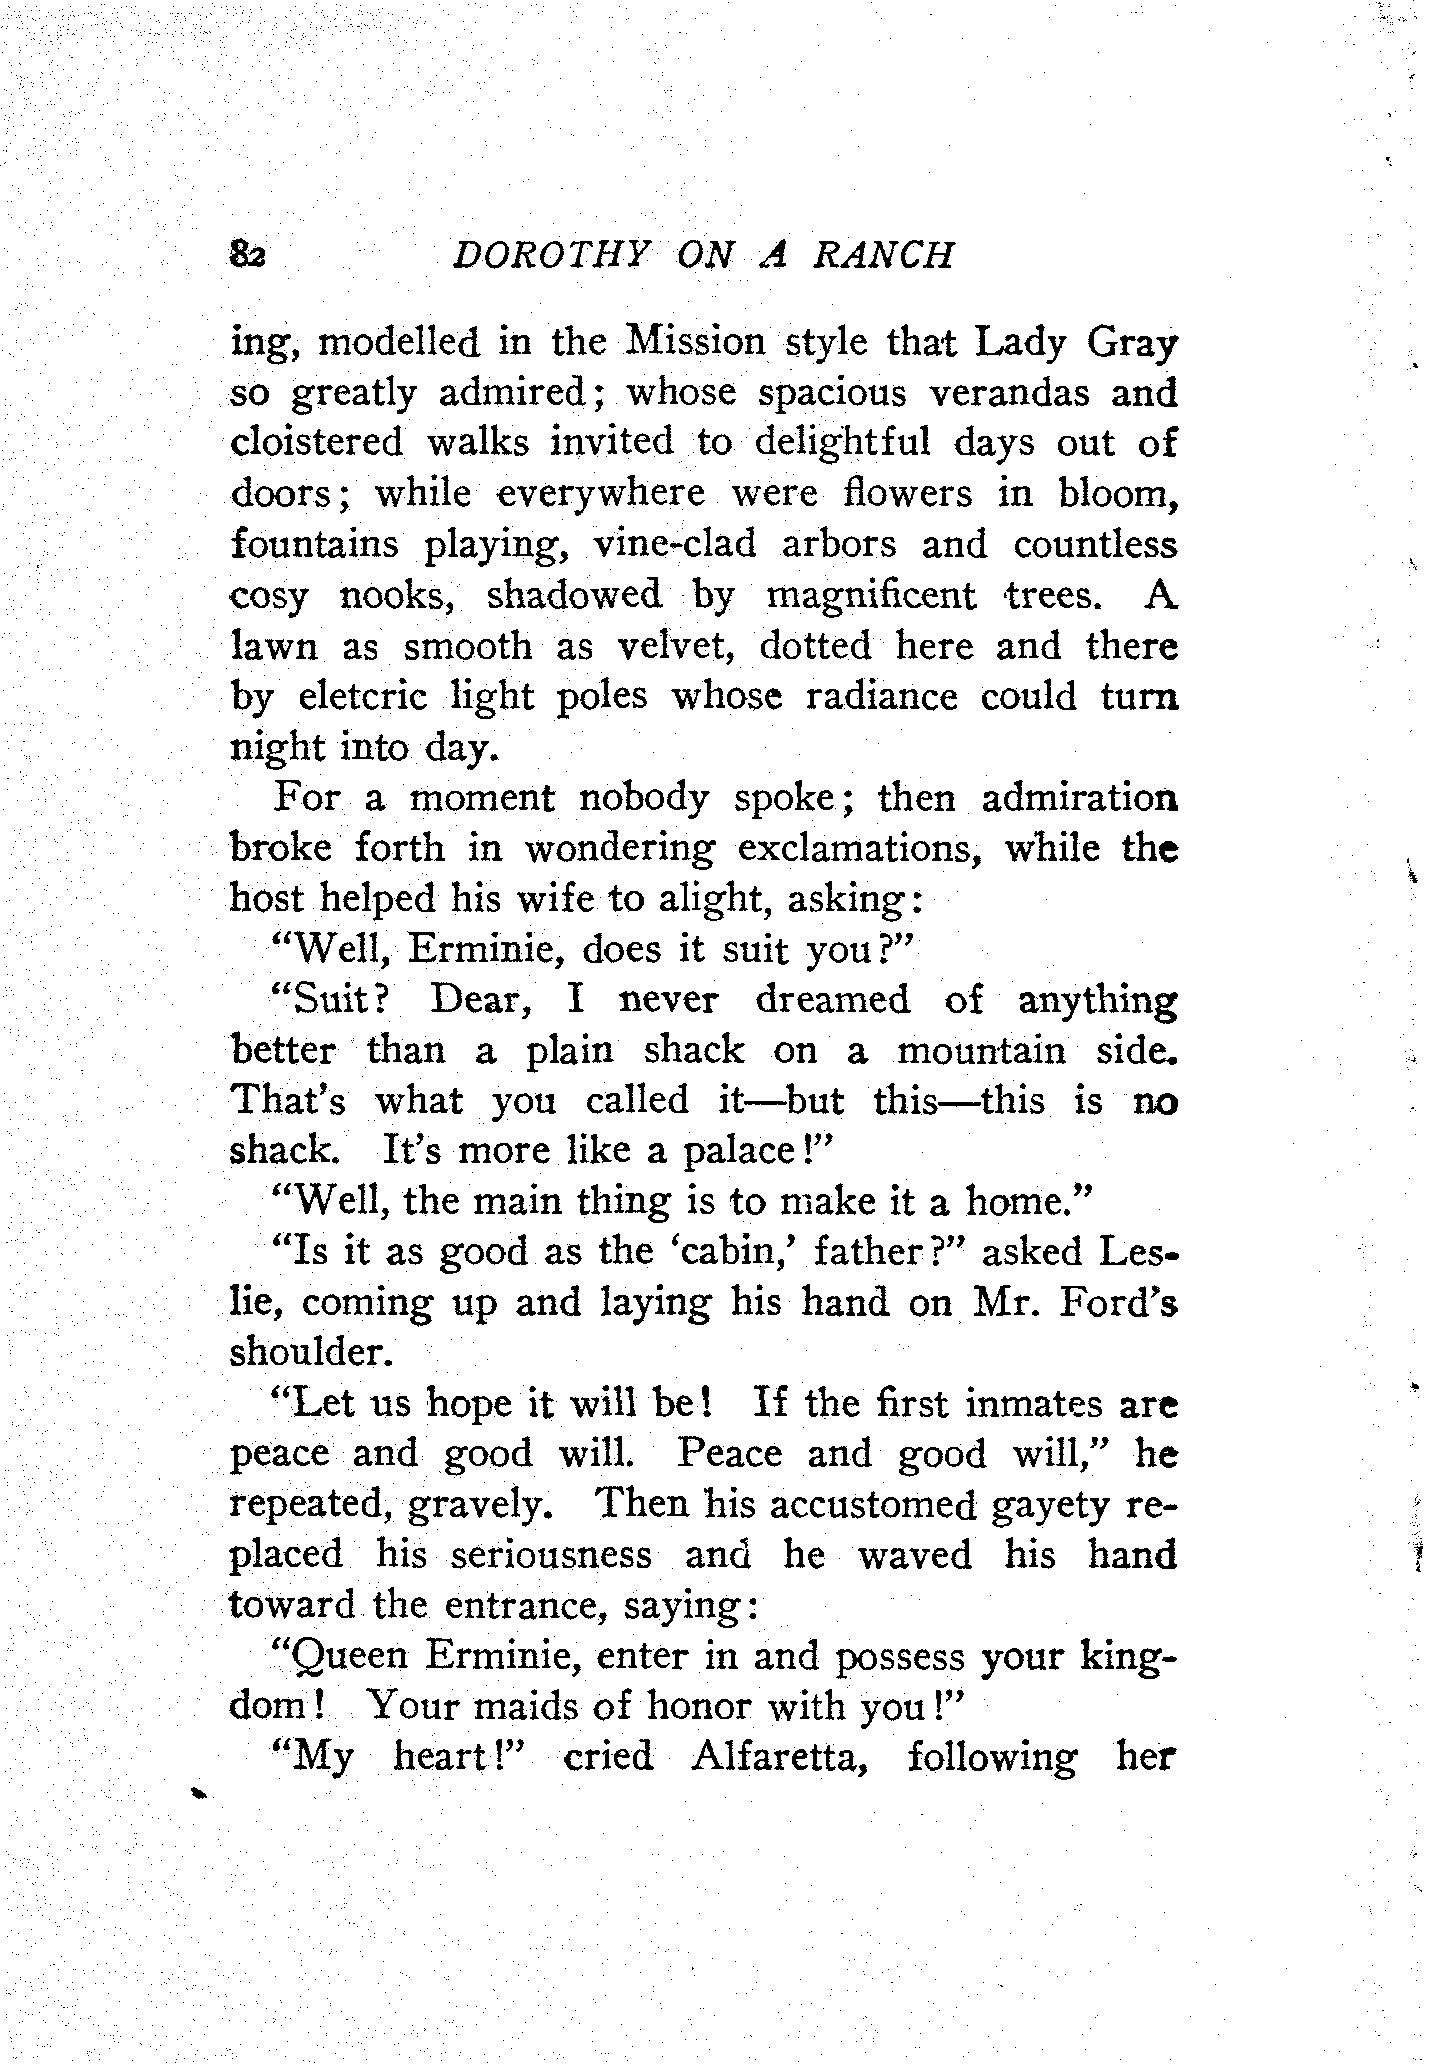 82 DOROTHY ON A RANCH
ing, modelled in the Mission style that Lady Gray
so greatly admired; whose spacious verandas and
cloistered walks invited to delightful days out of
doors; while everywhere were flowers in bloom,
fountains playing, vine-clad arbors and countless
cosy nooks, shadowed by magnificent trees. A
lawn as smooth as velvet, dotted here and there
by eletcric light poles whose radiance could turn
night into day.
For a moment nobody spoke; then admiration
broke forth in wondering exclamations, while the
host helped his wife to alight, asking:
“Well, Erminie, does it suit you?”
“Suit? Dear, I never dreamed of anything
better than a plain shack on a mountain side.
That’s what you called it—but this—this is no
shack. It’s more like a palace!”
“Well, the main thing is to make it a home.”
“Is it as good as the ‘cabin,’ father?” asked Les-
lie, coming up and laying his hand on Mr. Ford’s
shoulder.
“Let us hope it will be! If the first inmates are
peace and good will. Peace and good will,” he
repeated, gravely. Then his accustomed gayety re-
placed his seriousness and he waved his hand
toward the entrance, saying:
“Queen Erminie, enter in and possess your king-
dom! Your maids of honor with you!”
“My heart!” cried Alfaretta, following her